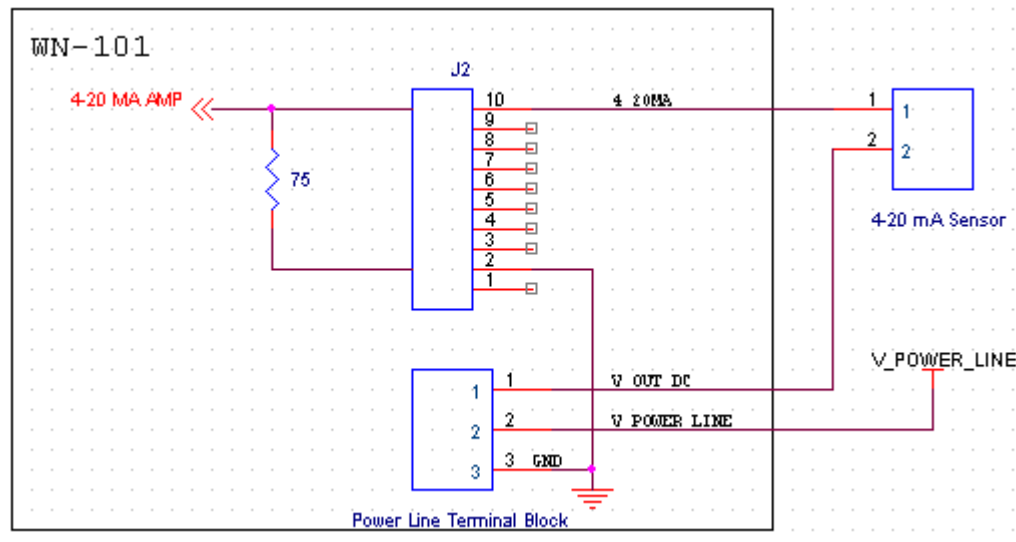 WN-101
J2
4-20 MA AMP
10 4 20MA 1 1
9
8 2 2
7
75
6
5
4 4-20 mA Sensor
3
2
1
V_POWER_LINE
1 1 V OUT DC
2 2 V POWER LINE
3 3 GND
Power Line Terminal Block